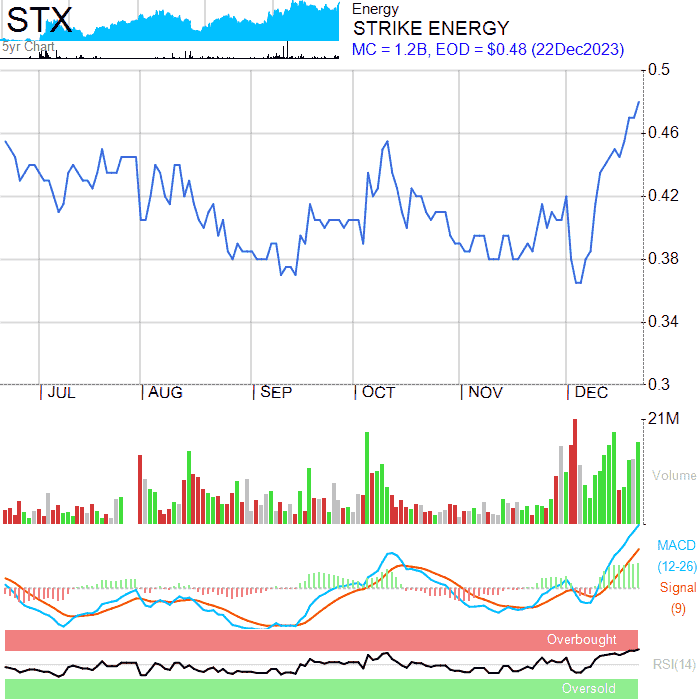 STX
5yr Chart
Energy
STRIKE ENERGY
MC = 1.2B, EOD = $0.48 (22Dec2023)
0.5
0.46
0.42
0.38
0.34
0.3
JUL AUG SEP OCT NOV DEC
21M
Volume
MACD
(12-26)
Signal
(9)
Overbought
RSI(14)
Oversold